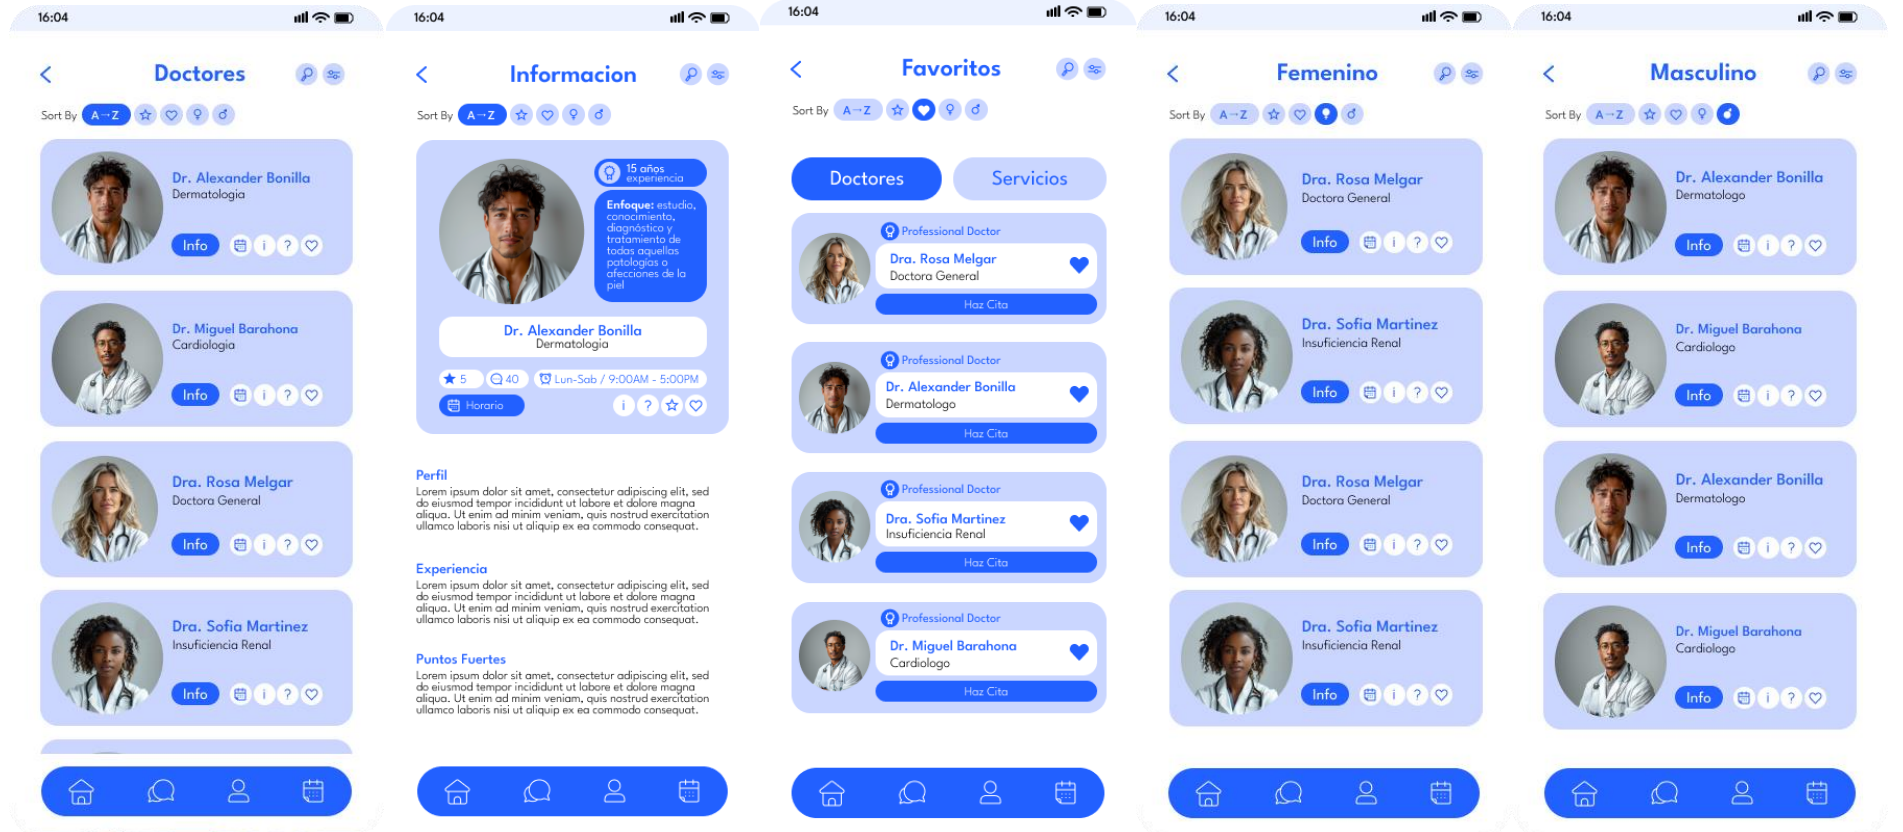 16:04
Doctores
Sort By A→Z
Dr. Alexander Bonilla
Dermatologia
Info i ?
Dr. Miguel Barahona
Cardiologia
Info i ?
Dra. Rosa Melgar
Doctora General
Info i ?
Dra. Sofia Martinez
Insuficiencia Renal
Info i ?
16:04
Informacion
Sort By A→Z
15 años
experiencia
Enfoque: estudio,
conocimiento,
diagnóstico y
tratamiento de
todas aquellas
patologías o
afecciones de la
piel
Dr. Alexander Bonilla
Dermatologia
5 40 Lun-Sab / 9:00AM - 5:00PM
Horario i ?
Perfil
Lorem ipsum dolor sit amet, consectetur adipiscing elit, sed
do eiusmod tempor incididunt ut labore et dolore magna
aliqua. Ut enim ad minim veniam, quis nostrud exercitation
ullamco laboris nisi ut aliquip ex ea commodo consequat.
Experiencia
Lorem ipsum dolor sit amet, consectetur adipiscing elit, sed
do eiusmod tempor incididunt ut labore et dolore magna
aliqua. Ut enim ad minim veniam, quis nostrud exercitation
ullamco laboris nisi ut aliquip ex ea commodo consequat.
Puntos Fuertes
Lorem ipsum dolor sit amet, consectetur adipiscing elit, sed
do eiusmod tempor incididunt ut labore et dolore magna
aliqua. Ut enim ad minim veniam, quis nostrud exercitation
ullamco laboris nisi ut aliquip ex ea commodo consequat.
16:04
Favoritos
Sort By A→Z
Doctores Servicios
Professional Doctor
Dra. Rosa Melgar
Doctora General
Haz Cita
Professional Doctor
Dr. Alexander Bonilla
Dermatologo
Haz Cita
Professional Doctor
Dra. Sofia Martinez
Insuficiencia Renal
Haz Cita
Professional Doctor
Dr. Miguel Barahona
Cardiologo
Haz Cita
16:04
Femenino
Sort By A→Z
Dra. Rosa Melgar
Doctora General
Info i ?
Dra. Sofia Martinez
Insuficiencia Renal
Info i ?
Dra. Rosa Melgar
Doctora General
Info i ?
Dra. Sofia Martinez
Insuficiencia Renal
Info i ?
16:04
Masculino
Sort By A→Z
Dr. Alexander Bonilla
Dermatologo
Info i ?
Dr. Miguel Barahona
Cardiologo
Info i ?
Dr. Alexander Bonilla
Dermatologo
Info i ?
Dr. Miguel Barahona
Cardiologo
Info i ?